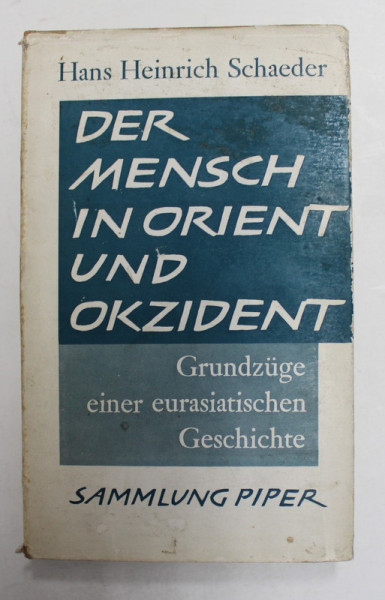 Hans Heinrich Schaeder
DER
MENSCH
IN ORIENT
UND
OKZIDENT
Grundzüge
einer eurasiatischen
Geschichte
SAMMLUNG PIPER